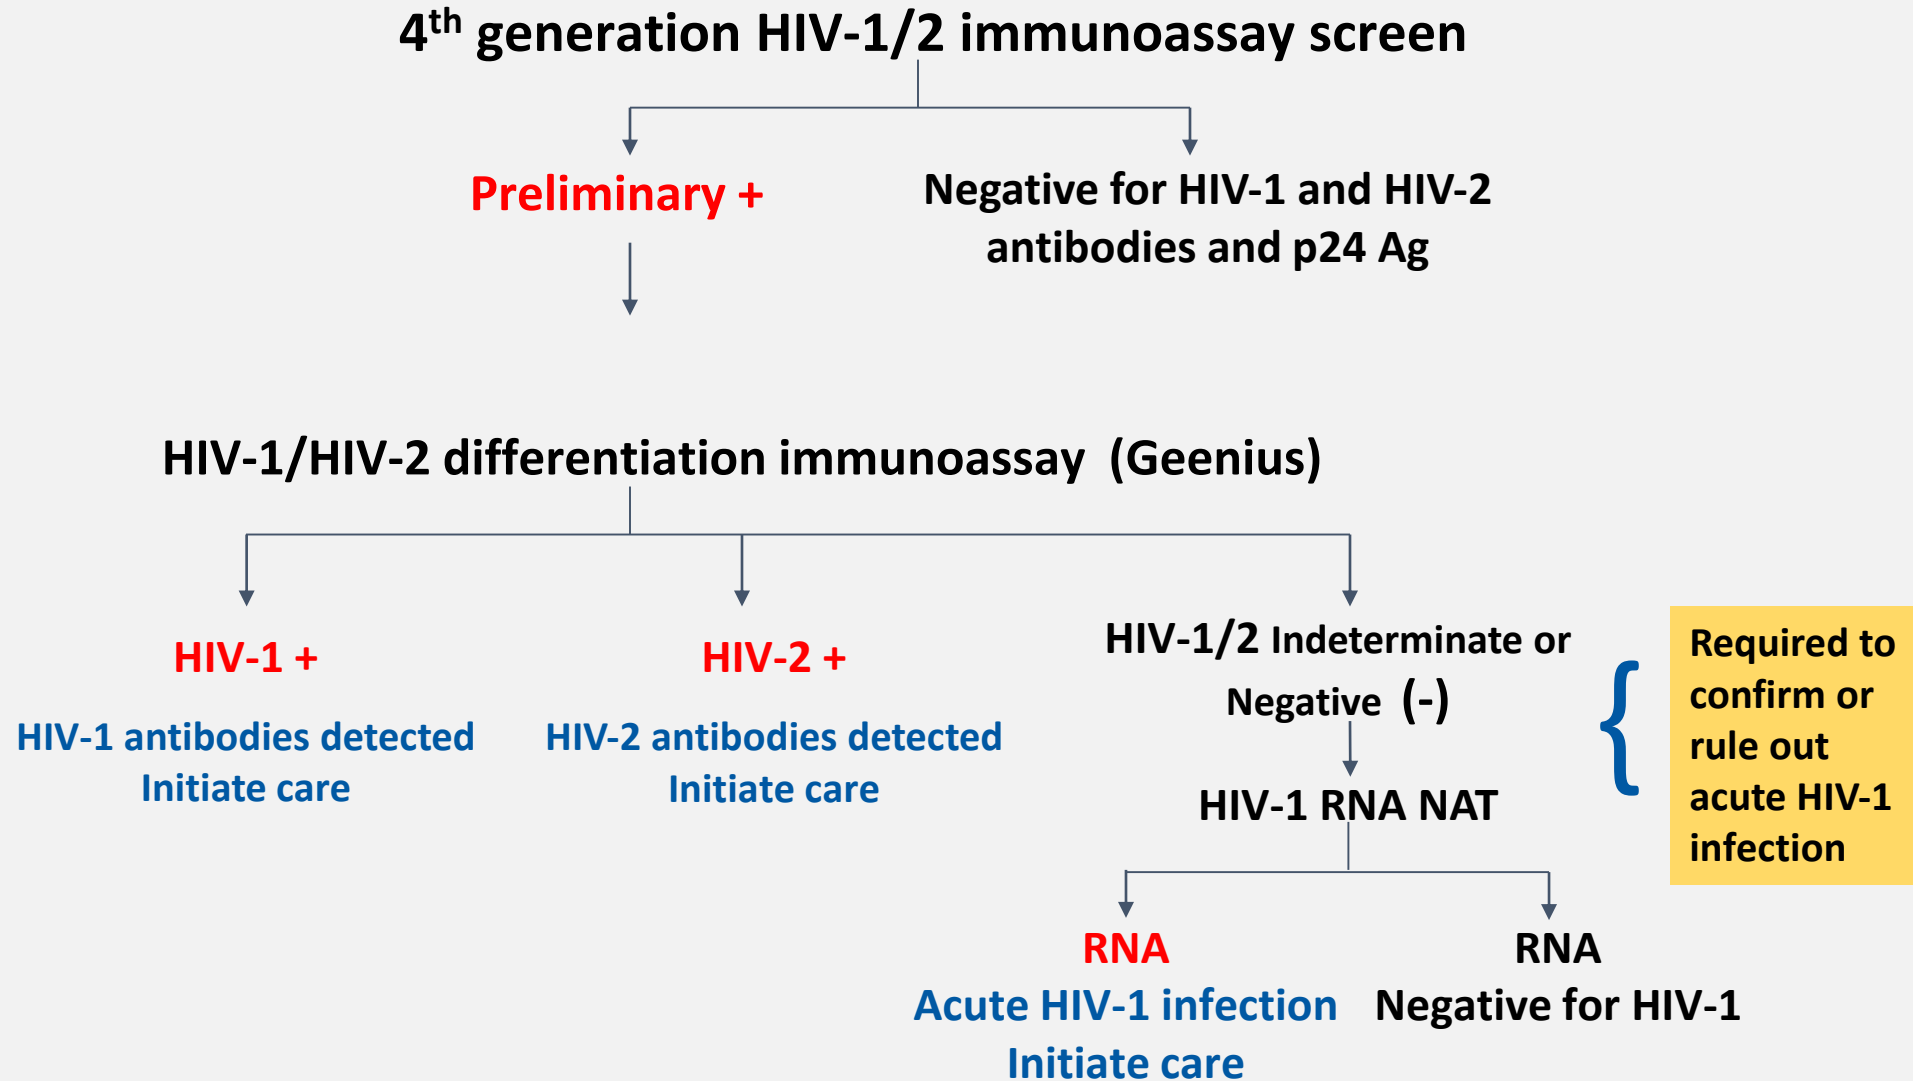 4th generation HIV-1/2 immunoassay screen
Preliminary +
Negative for HIV-1 and HIV-2
antibodies and p24 Ag
HIV-1/HIV-2 differentiation immunoassay (Geenius)
HIV-1 +
HIV-1 antibodies detected
Initiate care
HIV-2 +
HIV-2 antibodies detected
Initiate care
HIV-1/2 Indeterminate or
Negative (-)
{
Required to
confirm or
rule out
acute HIV-1
infection
HIV-1 RNA NAT
RNA
Acute HIV-1 infection
Initiate care
RNA
Negative for HIV-1